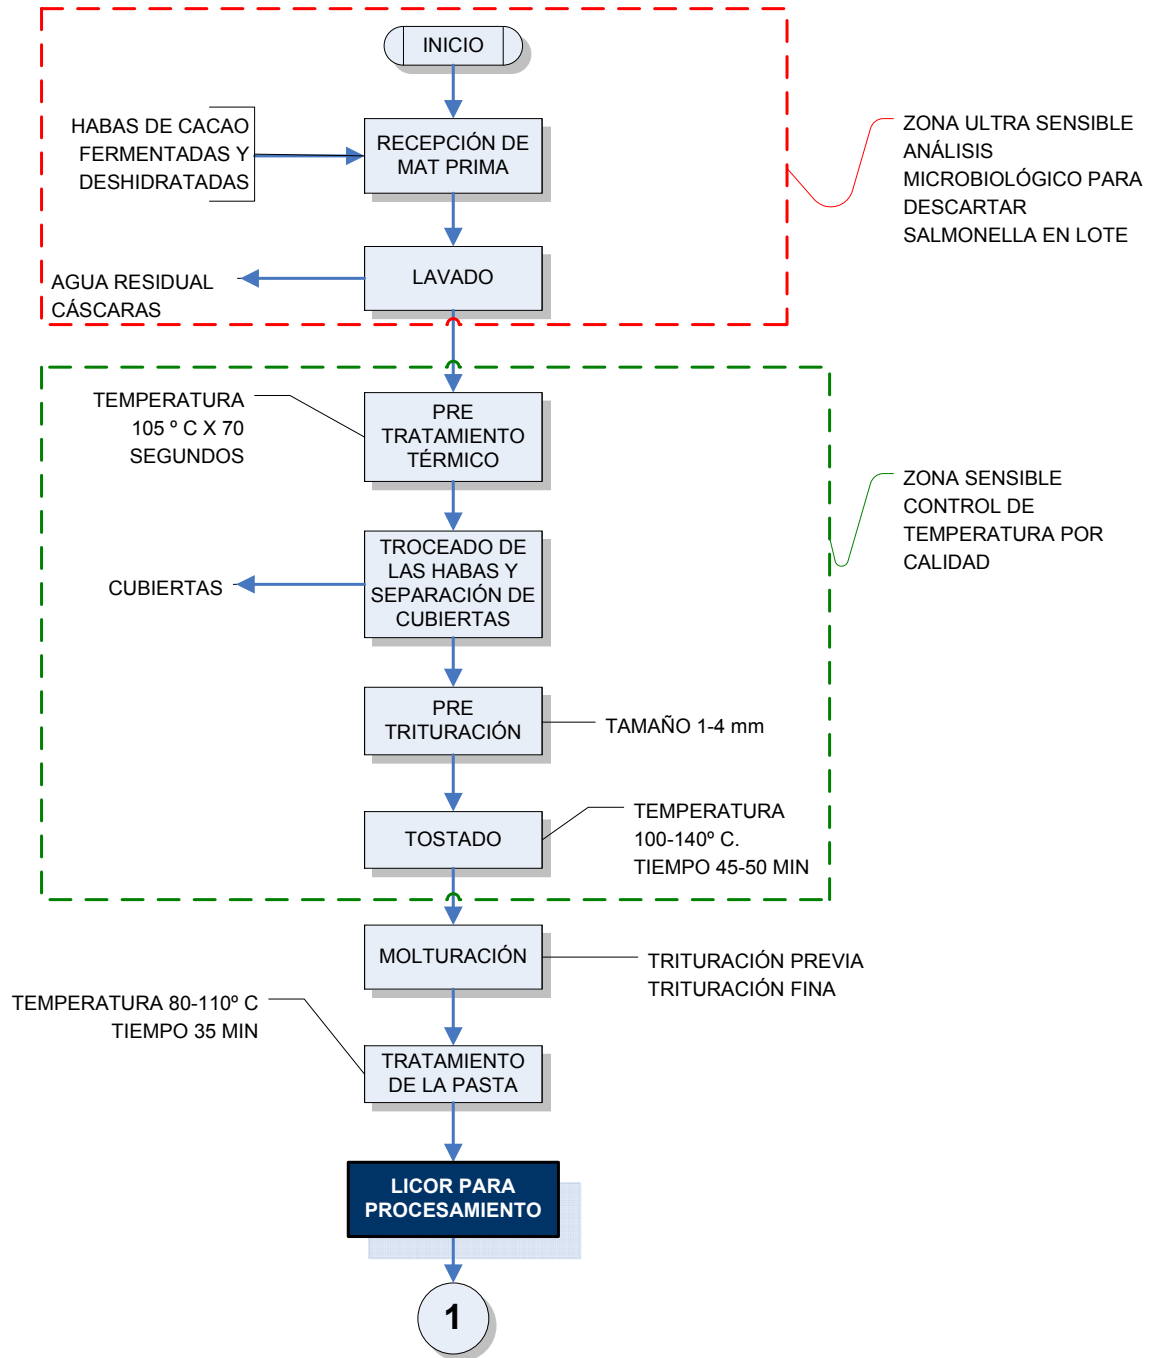 INICIO
HABAS DE CACAO
FERMENTADAS Y
DESHIDRATADAS
RECEPCIÓN DE
MAT PRIMA
ZONA ULTRA SENSIBLE
ANÁLISIS
MICROBIOLÓGICO PARA
DESCARTAR
SALMONELLA EN LOTE
LAVADO
AGUA RESIDUAL
CÁSCARAS
TEMPERATURA
105 º C X 70
SEGUNDOS
PRE
TRATAMIENTO
TÉRMICO
ZONA SENSIBLE
CONTROL DE
TEMPERATURA POR
CALIDAD
TROCEADO DE
LAS HABAS Y
SEPARACIÓN DE
CUBIERTAS
CUBIERTAS
PRE
TRITURACIÓN
TAMAÑO 1-4 mm
TOSTADO
TEMPERATURA
100-140º C.
TIEMPO 45-50 MIN
MOLTURACIÓN
TRITURACIÓN PREVIA
TRITURACIÓN FINA
TEMPERATURA 80-110º C
TIEMPO 35 MIN
TRATAMIENTO
DE LA PASTA
LICOR PARA
PROCESAMIENTO
1